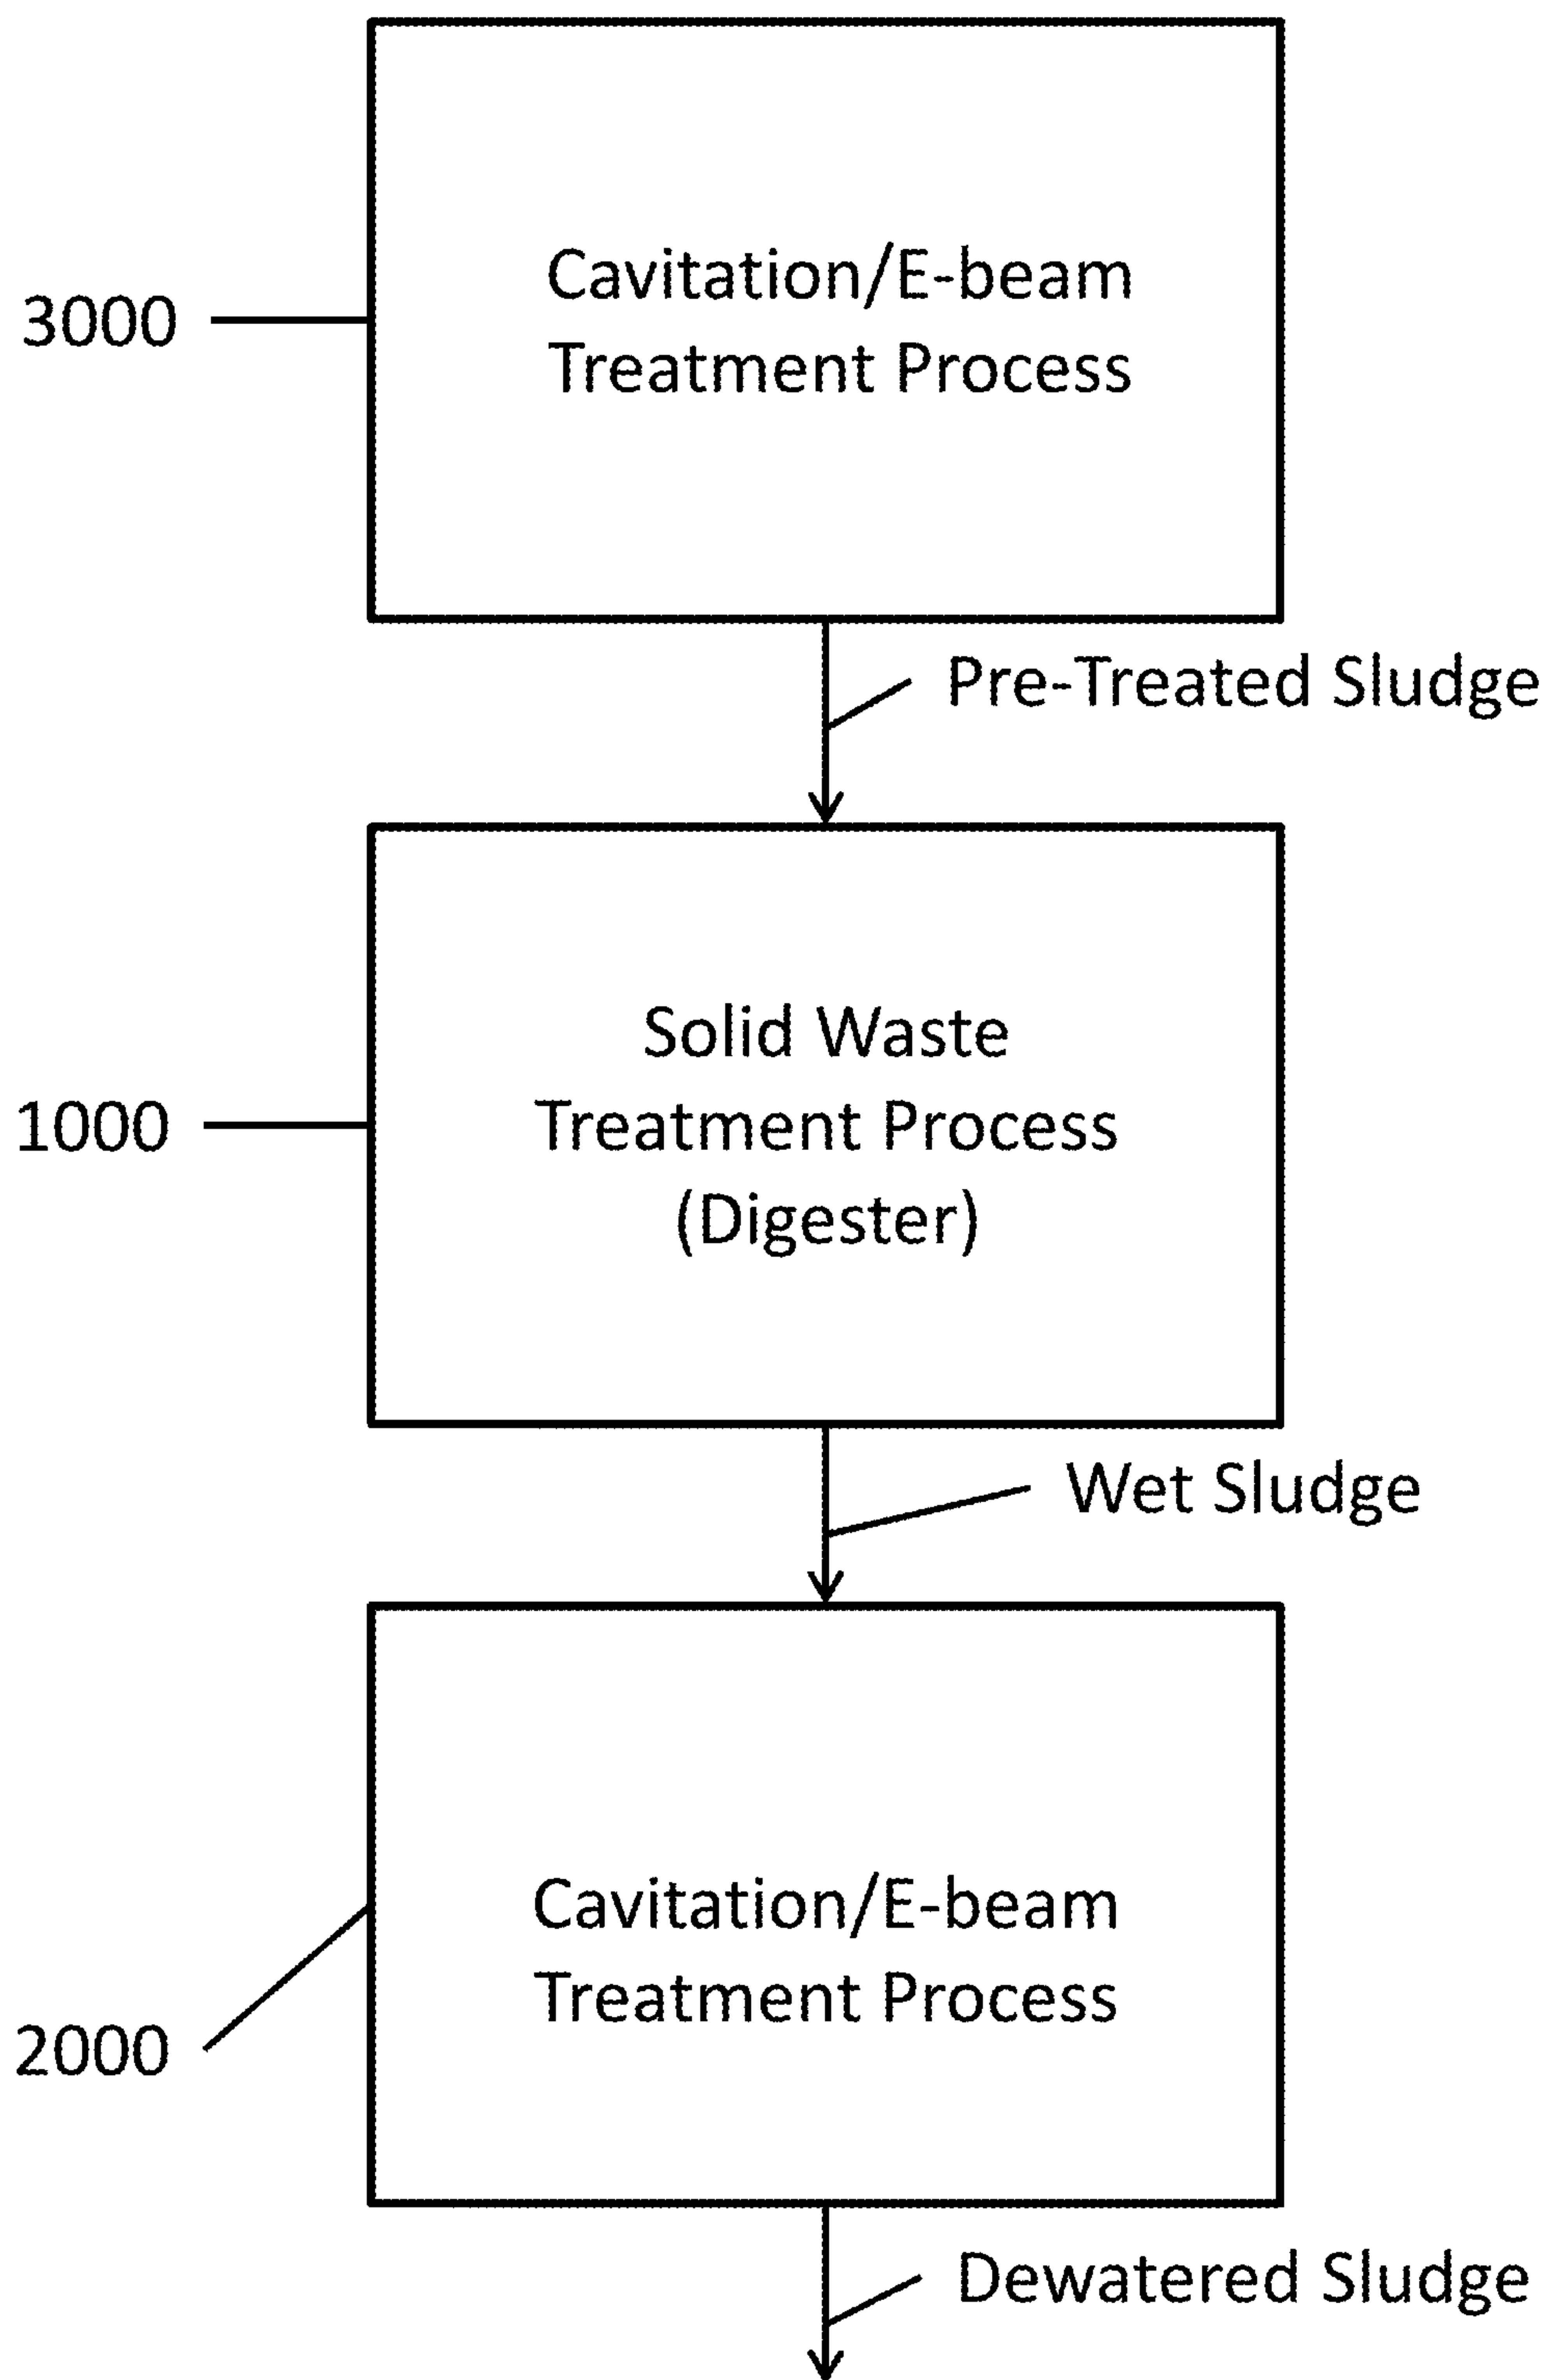 Cavitation/E-beam
Treatment Process
3000
Pre-Treated Sludge
Solid Waste
Treatment Process
(Digester)
1000
Wet Sludge
Cavitation/E-beam
Treatment Process
2000
Dewatered Sludge